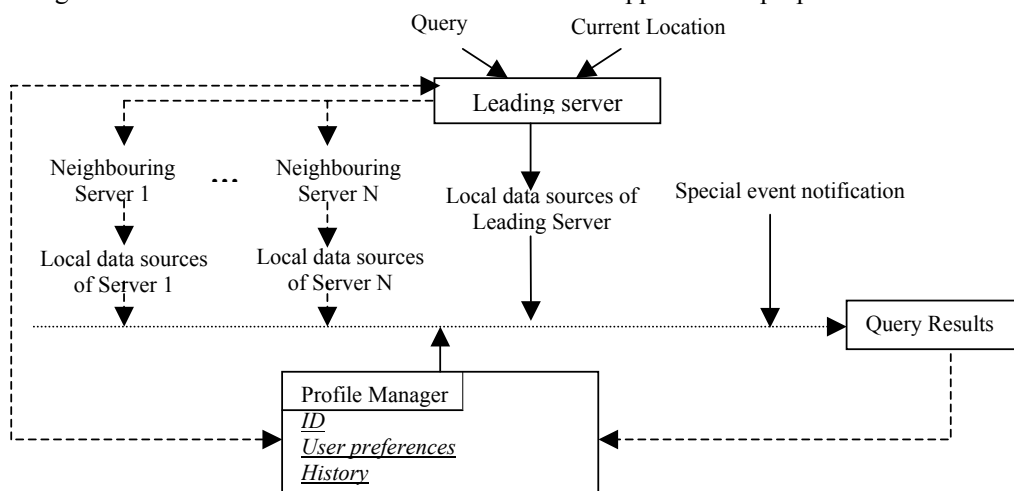 Query
Current Location
Leading server
Neighbouring
Server 1
...
Neighbouring
Server N
Local data sources of
Leading Server
Special event notification
Local data sources
of Server 1
Local data sources
of Server N
Query Results
Profile Manager
ID
User preferences
History